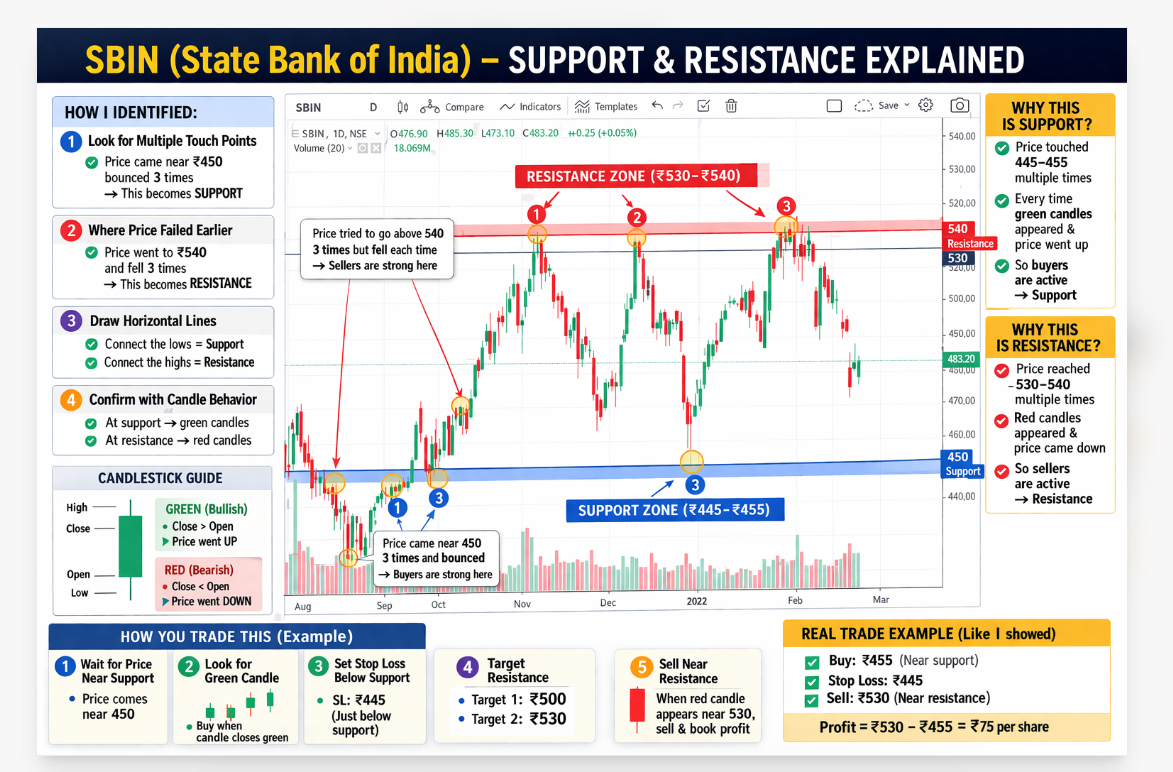 SBIN (State Bank of India) – SUPPORT & RESISTANCE EXPLAINED
HOW I IDENTIFIED:
1 Look for Multiple Touch Points
Price came near ₹450
bounced 3 times
→ This becomes SUPPORT
2 Where Price Failed Earlier
Price went to ₹540
and fell 3 times
→ This becomes RESISTANCE
3 Draw Horizontal Lines
Connect the lows = Support
Connect the highs = Resistance
4 Confirm with Candle Behavior
At support → green candles
At resistance → red candles
CANDLESTICK GUIDE
High
Close
Open
Low
GREEN (Bullish)
• Close > Open
Price went UP
RED (Bearish)
• Close < Open
Price went DOWN
SBIN D Compare Indicators Templates Save
SBIN, 1D, NSE O476.90 H485.30 L473.10 C483.20 +0.25 (+0.05%)
Volume (20) 18.069M
RESISTANCE ZONE (₹530–₹540)
1
2
3
Price tried to go above 540
3 times but fell each time
→ Sellers are strong here
540.00
530.00
520.00
540
Resistance
530
520,00
500.00
490.00
483.20
480,00
470.00
460.00
450
Support
440.00
1
3
3
SUPPORT ZONE (₹445–₹455)
Price came near 450
3 times and bounced
→ Buyers are strong here
Aug Sep Oct Nov Dec 2022 Feb Mar
WHY THIS
IS SUPPORT?
Price touched
445–455
multiple times
Every time
green candles
appeared &
price went up
So buyers
are active
→ Support
WHY THIS
IS RESISTANCE?
Price reached
530–540
multiple times
Red candles
appeared &
price came down
So sellers
are active
→ Resistance
HOW YOU TRADE THIS (Example)
1 Wait for Price
Near Support
• Price comes
near 450
2 Look for
Green Candle
• Buy when
candle closes green
3 Set Stop Loss
Below Support
• SL: ₹445
(Just below
support)
4 Target
Resistance
• Target 1: ₹500
• Target 2: ₹530
5 Sell Near
Resistance
When red candle
appears near 530,
sell & book profit
REAL TRADE EXAMPLE (Like I showed)
Buy: ₹455 (Near support)
Stop Loss: ₹445
Sell: ₹530 (Near resistance)
Profit = ₹530 – ₹455 = ₹75 per share